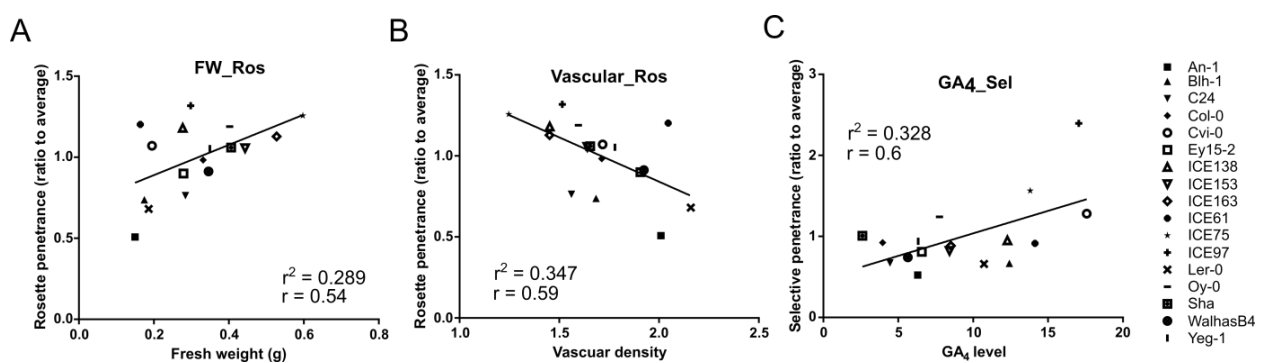 A
FW_Ros
Rosette penetrance (ratio to average)
1.5
1.0
0.5
0.0
r² = 0.289
r = 0.54
0.0 0.2 0.4 0.6 0.8
Fresh weight (g)
B
Vascular_Ros
Rosette penetrance (ratio to average)
1.5
1.0
0.5
0.0
r² = 0.347
r = 0.59
1.0 1.5 2.0 2.5
Vascuar density
C
GA₄_Sel
Selective penetrance (ratio to average)
3
2
1
0
r² = 0.328
r = 0.6
0 5 10 15 20
GA₄ level
An-1
Blh-1
C24
Col-0
Cvi-0
Ey15-2
ICE138
ICE153
ICE163
ICE61
ICE75
ICE97
Ler-0
Oy-0
Sha
WalhasB4
Yeg-1